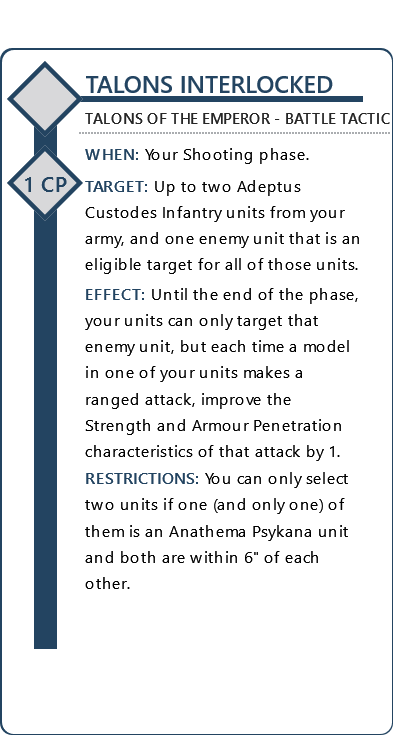 TALONS INTERLOCKED
TALONS OF THE EMPEROR - BATTLE TACTIC
WHEN: Your Shooting phase.
1 CP
TARGET: Up to two Adeptus
Custodes Infantry units from your
army, and one enemy unit that is an
eligible target for all of those units.
EFFECT: Until the end of the phase,
your units can only target that
enemy unit, but each time a model
in one of your units makes a
ranged attack, improve the
Strength and Armour Penetration
characteristics of that attack by 1.
RESTRICTIONS: You can only select
two units if one (and only one) of
them is an Anathema Psykana unit
and both are within 6" of each
other.